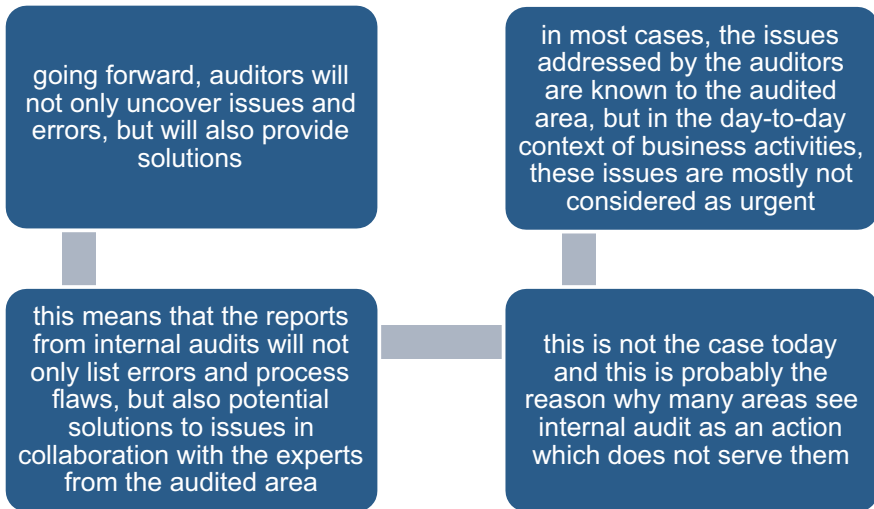 going forward, auditors will
not only uncover issues and
errors, but will also provide
solutions
this means that the reports
from internal audits will not
only list errors and process
flaws, but also potential
solutions to issues in
collaboration with the experts
from the audited area
this is not the case today
and this is probably the
reason why many areas see
internal audit as an action
which does not serve them
in most cases, the issues
addressed by the auditors
are known to the audited
area, but in the day-to-day
context of business activities,
these issues are mostly not
considered as urgent